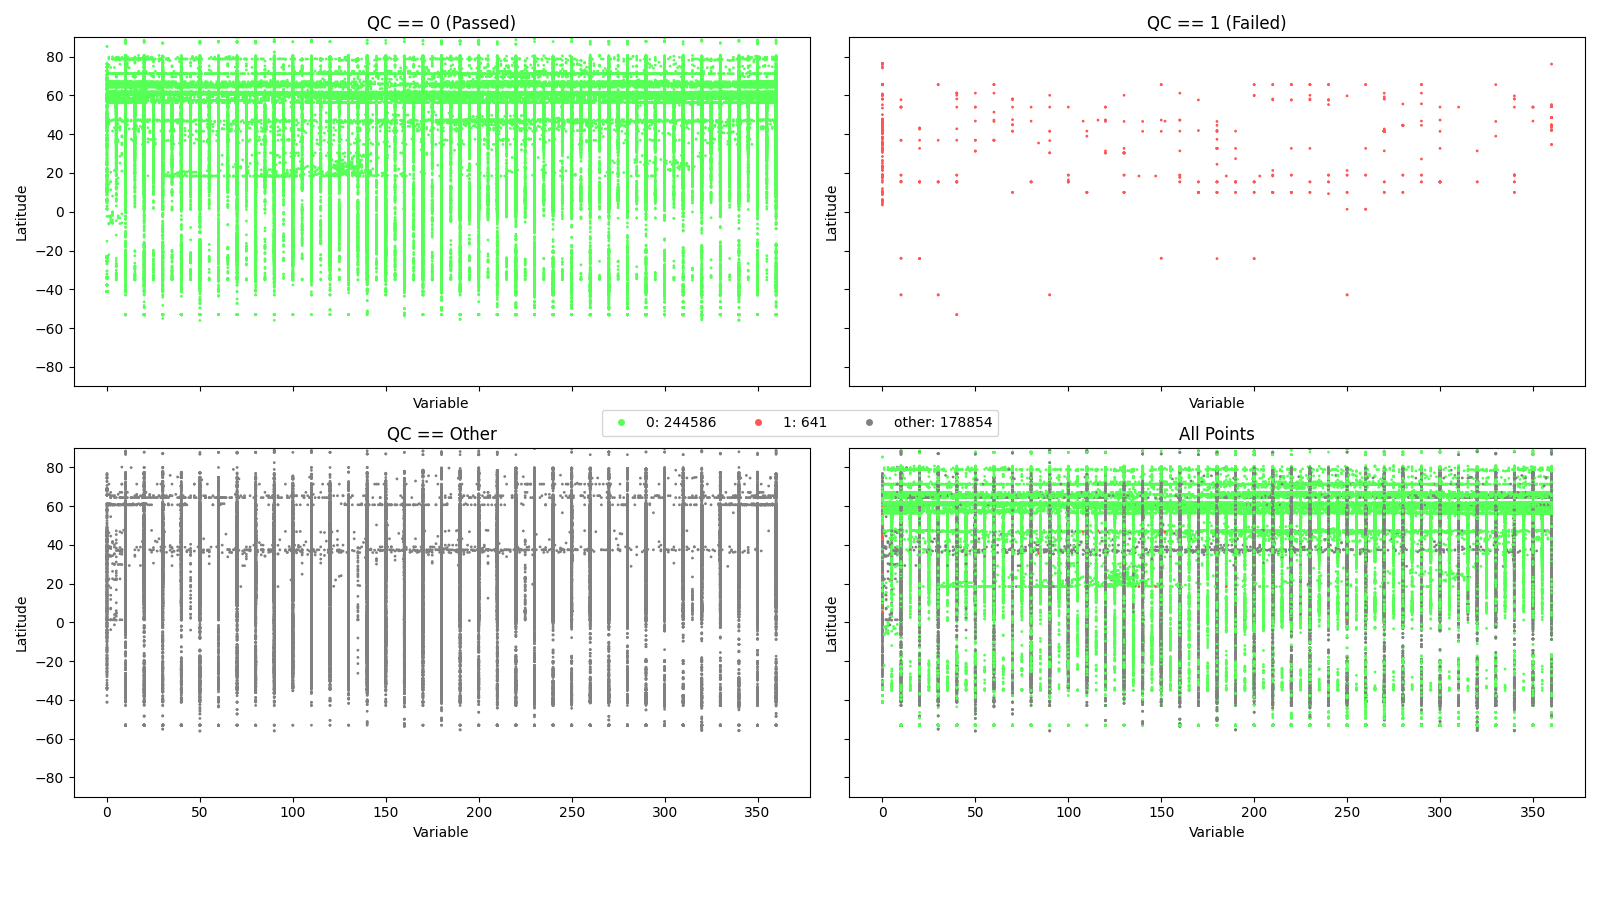 QC == 0 (Passed)
QC == 1 (Failed)
80
60
40
20
0
−20
−40
−60
−80
Latitude
Latitude
Variable
Variable
0: 244586
1: 641
other: 178854
QC == Other
All Points
80
60
40
20
0
−20
−40
−60
−80
Latitude
Latitude
0 50 100 150 200 250 300 350
0 50 100 150 200 250 300 350
Variable
Variable